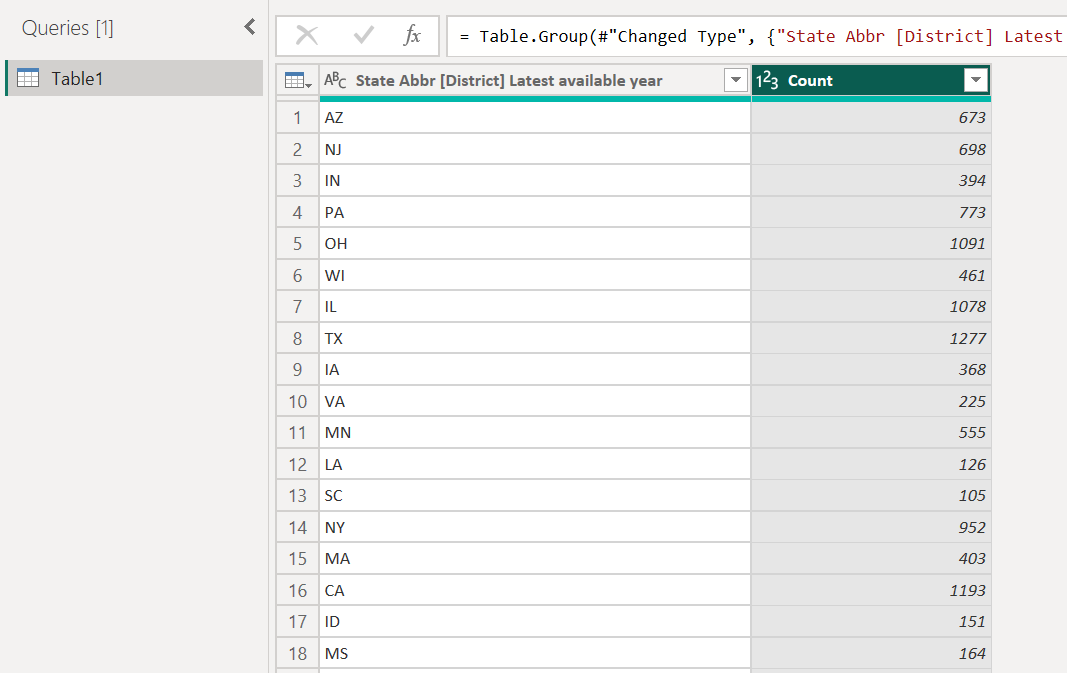 Queries [1]
fx = Table.Group(#"Changed Type", {"State Abbr [District] Latest
Table1
ABC State Abbr [District] Latest available year 123 Count
1 AZ 673
2 NJ 698
3 IN 394
4 PA 773
5 OH 1091
6 WI 461
7 IL 1078
8 TX 1277
9 IA 368
10 VA 225
11 MN 555
12 LA 126
13 SC 105
14 NY 952
15 MA 403
16 CA 1193
17 ID 151
18 MS 164